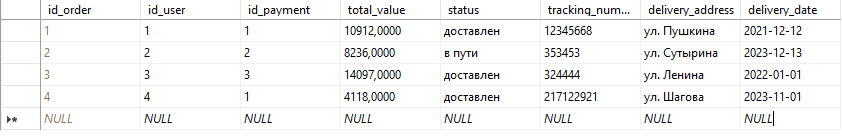 id_order id_user id_payment total_value status tracking_num... delivery_address delivery_date
1 1 1 10912,0000 доставлен 12345668 ул. Пушкина 2021-12-12
2 2 2 8236,0000 в пути 353453 ул. Сутырина 2023-12-13
3 3 3 14097,0000 доставлен 324444 ул. Ленина 2022-01-01
4 4 1 4118,0000 доставлен 217122921 ул. Шагова 2023-11-01
NULL NULL NULL NULL NULL NULL NULL NULL